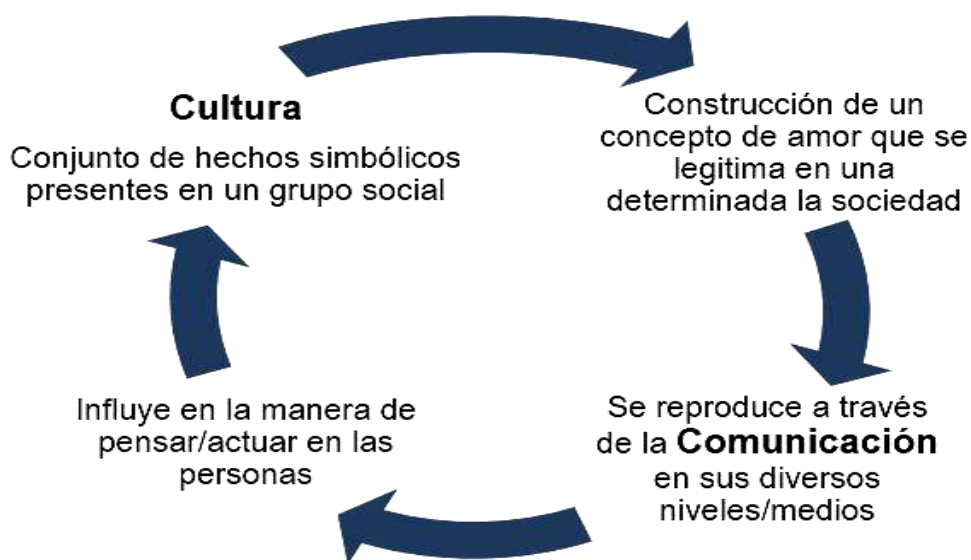 Cultura
Conjunto de hechos simbólicos
presentes en un grupo social
Construcción de un
concepto de amor que se
legitima en una
determinada la sociedad
Se reproduce a través
de la Comunicación
en sus diversos
niveles/medios
Influye en la manera de
pensar/actuar en las
personas